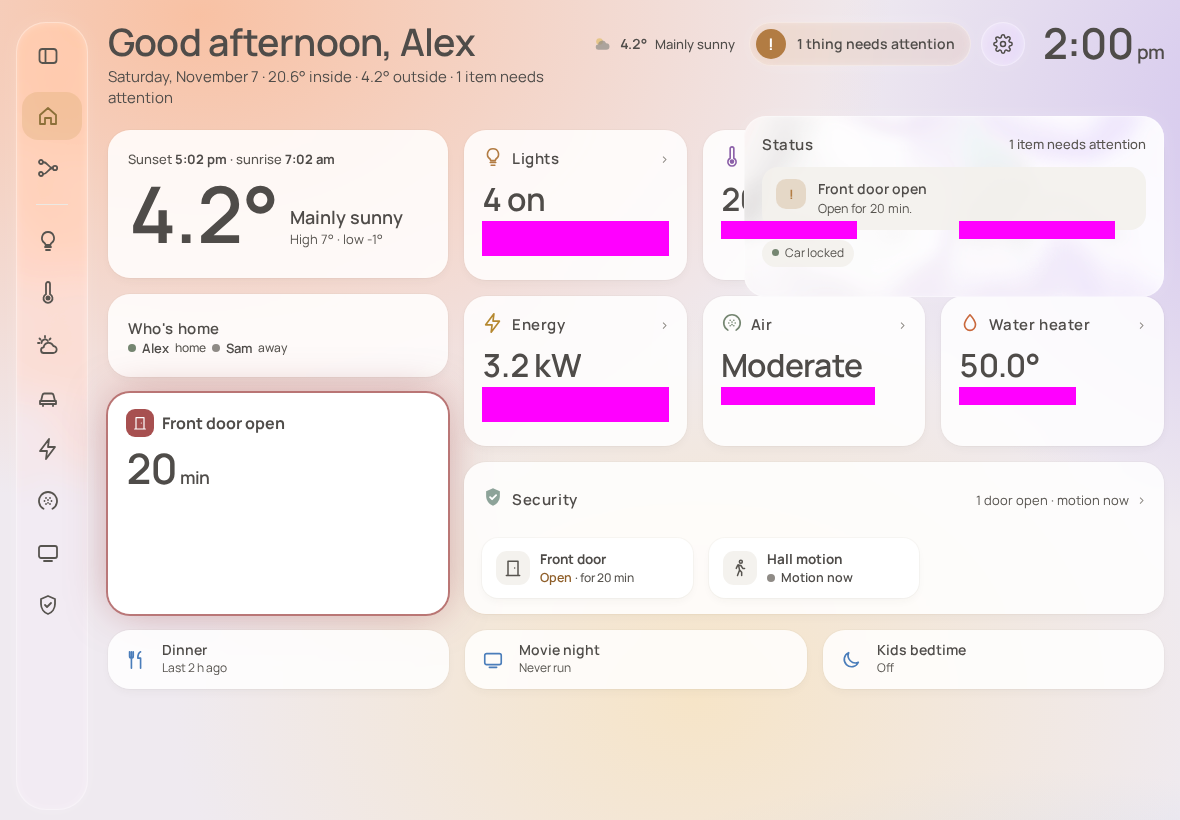 Good afternoon, Alex
Saturday, November 7 · 20.6° inside · 4.2° outside · 1 item needs
attention
4.2° Mainly sunny
! 1 thing needs attention
2:00 pm
Sunset 5:02 pm · sunrise 7:02 am
4.2°
Mainly sunny
High 7° · low -1°
Lights
4 on
Status
1 item needs attention
! Front door open
Open for 20 min.
Car locked
Who's home
Alex home Sam away
Energy
3.2 kW
Air
Moderate
Water heater
50.0°
Front door open
20 min
Security
1 door open · motion now
Front door
Open · for 20 min
Hall motion
Motion now
Dinner
Last 2 h ago
Movie night
Never run
Kids bedtime
Off